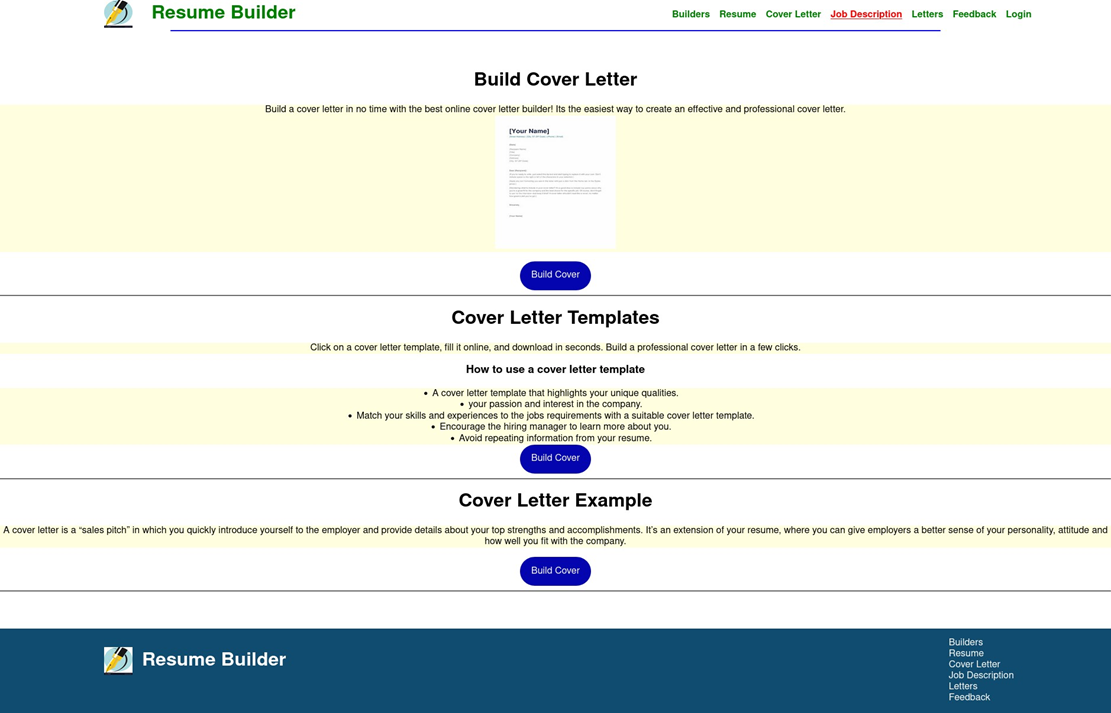 Resume Builder
Builders Resume Cover Letter Job Description Letters Feedback Login
Build Cover Letter
Build a cover letter in no time with the best online cover letter builder! Its the easiest way to create an effective and professional cover letter.
[Your Name]
Build Cover
Cover Letter Templates
Click on a cover letter template, fill it online, and download in seconds. Build a professional cover letter in a few clicks.
How to use a cover letter template
• A cover letter template that highlights your unique qualities.
• your passion and interest in the company.
• Match your skills and experiences to the jobs requirements with a suitable cover letter template.
• Encourage the hiring manager to learn more about you.
• Avoid repeating information from your resume.
Build Cover
Cover Letter Example
A cover letter is a “sales pitch” in which you quickly introduce yourself to the employer and provide details about your top strengths and accomplishments. It’s an extension of your resume, where you can give employers a better sense of your personality, attitude and
how well you fit with the company.
Build Cover
Resume Builder
Builders
Resume
Cover Letter
Job Description
Letters
Feedback